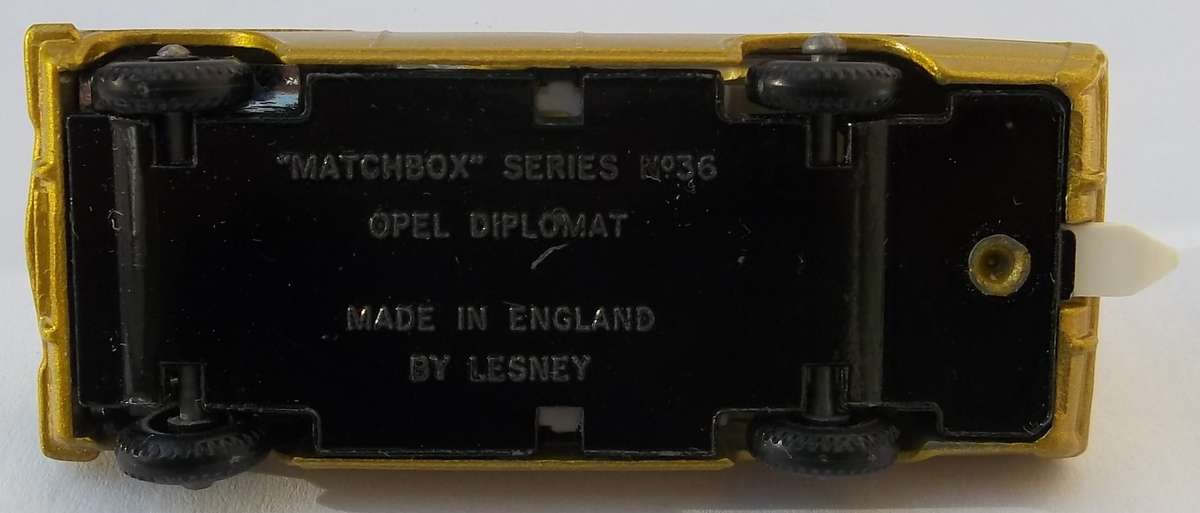 "MATCHBOX" SERIES Nº36
OPEL DIPLOMAT
MADE IN ENGLAND
BY LESNEY